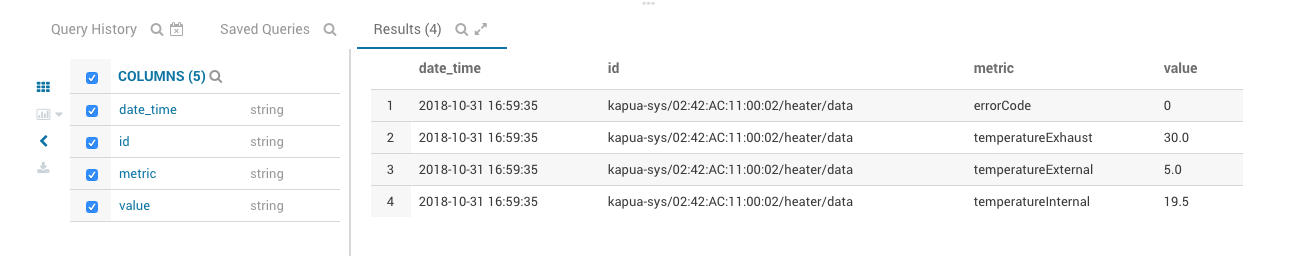 Query History Saved Queries Results (4)
COLUMNS (5)
date_time string
id string
metric string
value string
date_time id metric value
1 2018-10-31 16:59:35 kapua-sys/02:42:AC:11:00:02/heater/data errorCode 0
2 2018-10-31 16:59:35 kapua-sys/02:42:AC:11:00:02/heater/data temperatureExhaust 30.0
3 2018-10-31 16:59:35 kapua-sys/02:42:AC:11:00:02/heater/data temperatureExternal 5.0
4 2018-10-31 16:59:35 kapua-sys/02:42:AC:11:00:02/heater/data temperatureInternal 19.5